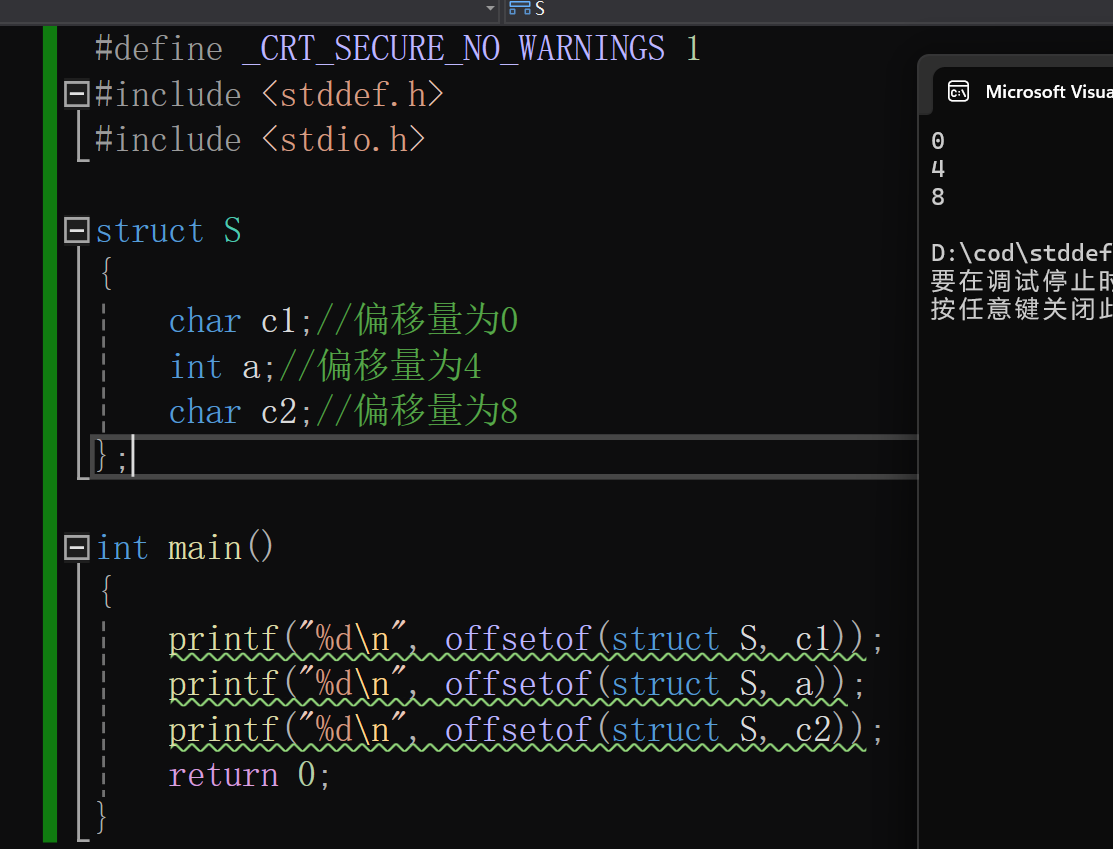 S
#define _CRT_SECURE_NO_WARNINGS 1
#include <stddef.h>
#include <stdio.h>
struct S
{
char c1;//偏移量为0
int a;//偏移量为4
char c2;//偏移量为8
};
int main()
{
printf("%d\n", offsetof(struct S, c1));
printf("%d\n", offsetof(struct S, a));
printf("%d\n", offsetof(struct S, c2));
return 0;
}
Microsoft Visua
0
4
8
D:\cod\stddef
要在调试停止时
按任意键关闭此